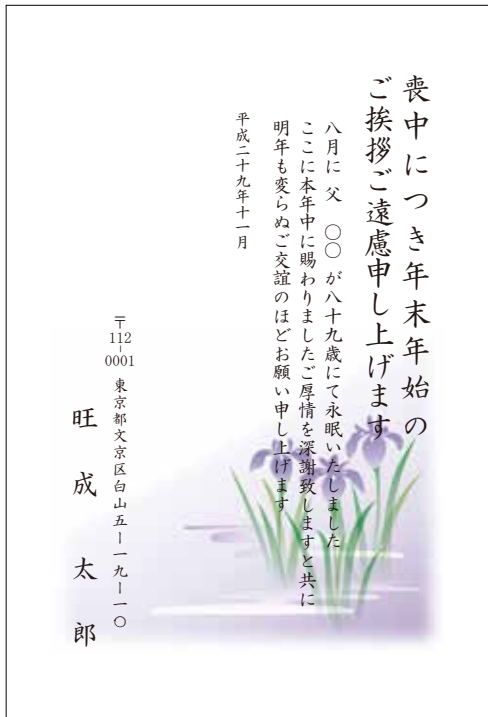 喪中につき年末年始の
ご挨拶ご遠慮申し上げます
八月に父 〇〇が八十九歳にて永眠いたしました
ここに本年中に賜わりましたご厚情を深謝致しますと共に
明年も変らぬご交誼のほどお願い申し上げます
平成二十九年十一月
〒112-0001 東京都文京区白山五ー一九ー一〇
旺成太郎